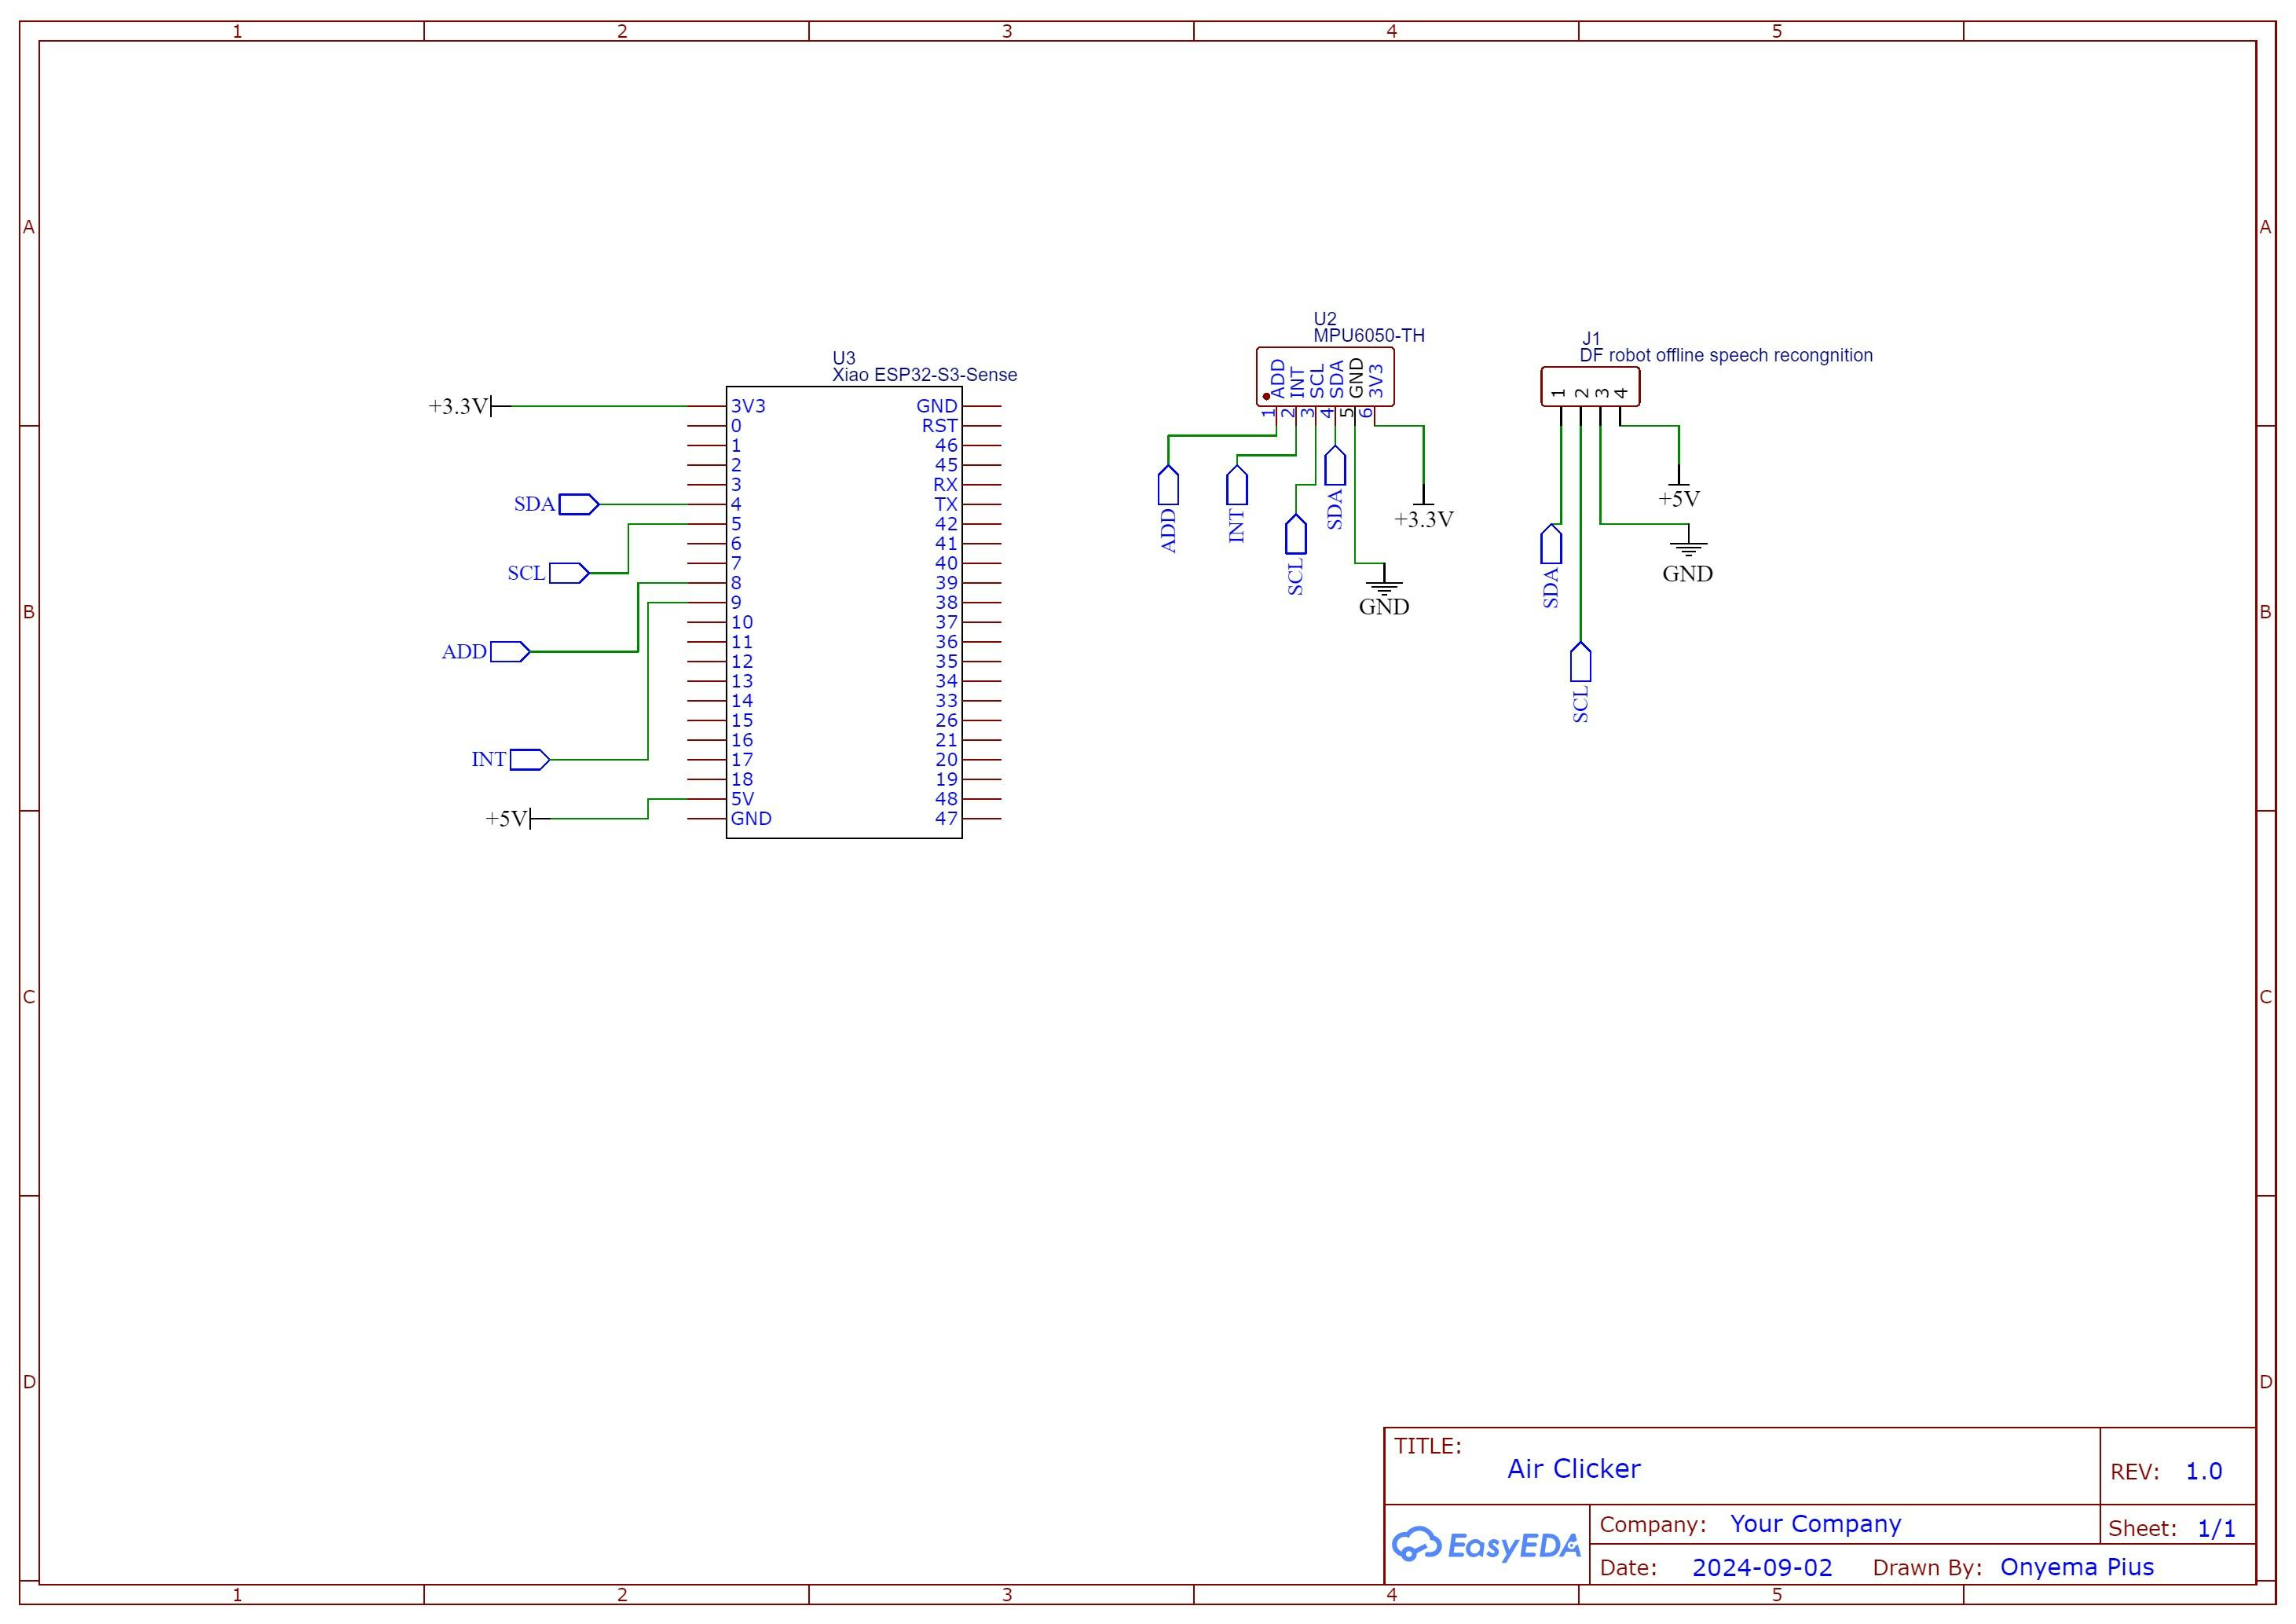 1 2 3 4 5
A A
U2
MPU6050-TH
J1
DF robot offline speech recongnition
U3
Xiao ESP32-S3-Sense
ADD INT SCL SDA GND 3V3
1 2 3 4 5 6
1 2 3 4
+3.3V 3V3 GND
0 RST
1 46
2 45
3 RX
SDA 4 TX
5 42
6 41
SCL 7 40
8 39
9 38
10 37
11 36
ADD 12 35
13 34
14 33
15 26
16 21
INT 17 20
18 19
5V 48
+5V GND 47
ADD
INT
SCL
SDA
GND
+3.3V
SDA
SCL
GND
+5V
B B
C C
D D
TITLE:
Air Clicker
REV: 1.0
EasyEDA
Company: Your Company
Sheet: 1/1
Date: 2024-09-02 Drawn By: Onyema Pius
1 2 3 4 5